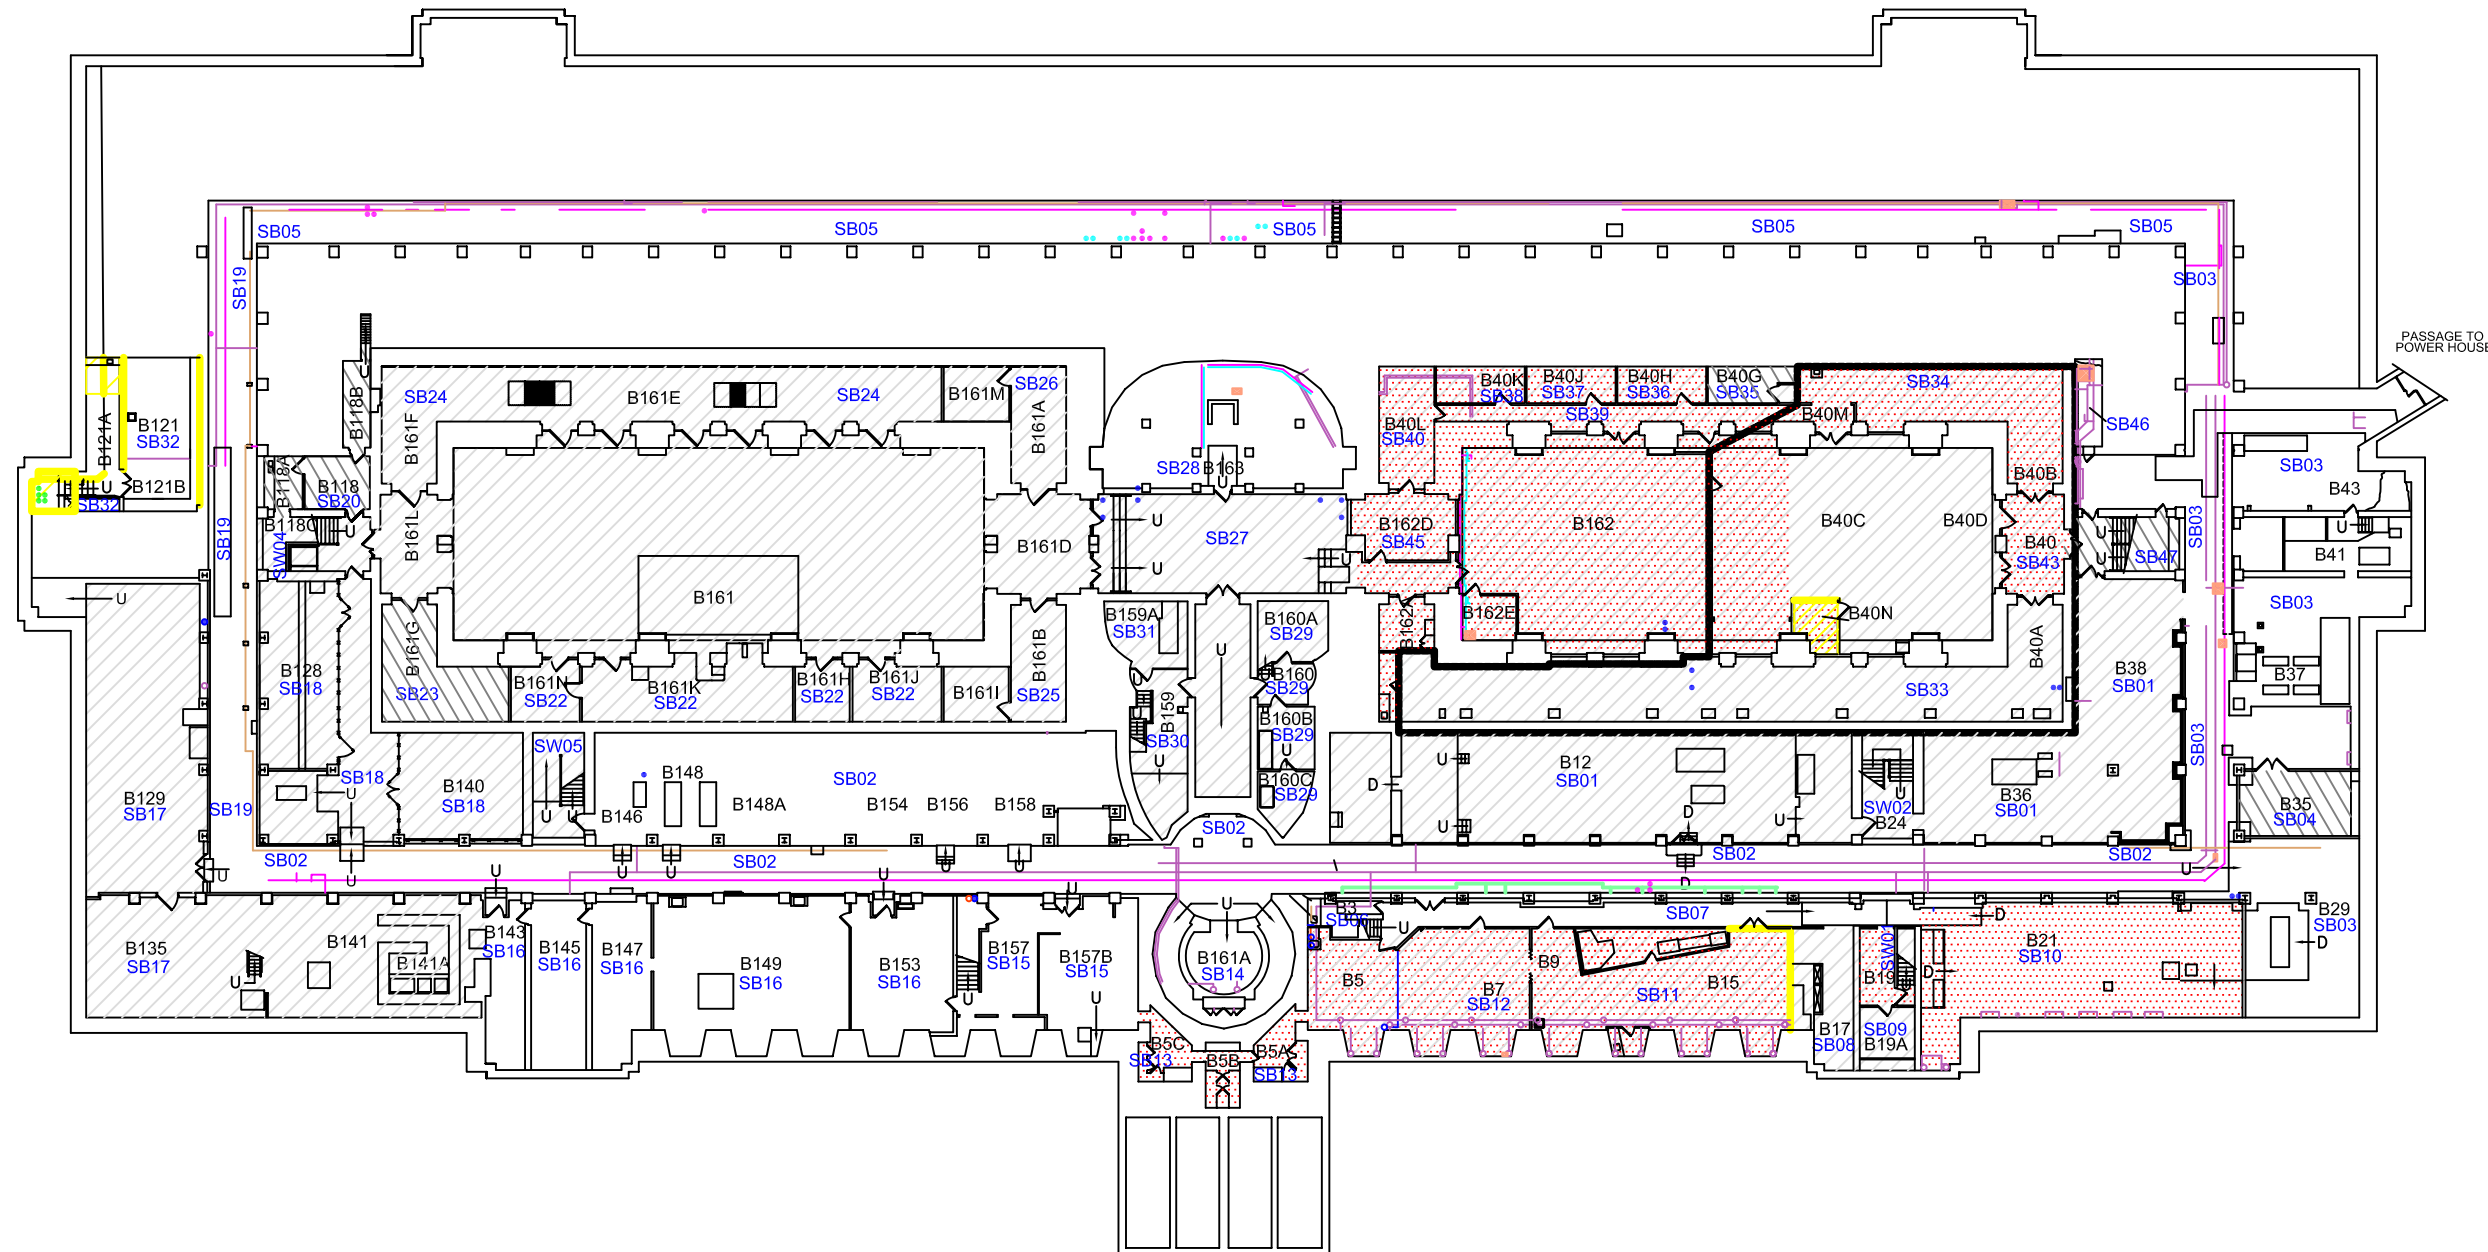 SB05
SB05
SB05
SB05
SB05
SB19
SB03
PASSAGE TO
POWER HOUSE
B121A
B121
SB32
B121B
U
SB32
U
B118B
B118A
B118
SB20
B118C
U
SW04
SB19
SB24
B161F
B161E
SB24
B161M
SB26
B161A
B161L
B161
B161D
U
U
B161G
SB23
B161N
SB22
B161K
SB22
B161H
SB22
B161J
SB22
B161I
SB25
B161B
SB28
B163
U
SB27
U
B40K
SB38
B40J
SB37
B40H
SB36
B40G
SB35
SB34
SB39
B40M
B40L
SB40
B162D
SB45
B162
B40C
B40D
B40B
B40
SB43
SB46
U
U
SB47
SB03
SB03
B43
U
B41
SB03
B37
B162E
B40N
B40A
SB33
B38
SB01
SB03
U
B128
SB18
B159A
SB31
U
B159
SB30
U
U
B160A
SB29
U
B160
SB29
B160B
SB29
U
B160C
SB29
B129
SB17
SB19
SB18
U
B140
SB18
SW05
U
U
B146
B148
B148A
SB02
B154
B156
B158
SB02
D
U
U
B12
SB01
D
U
SW02
U
B24
B36
SB01
B35
SB04
SB02
U
U
U
U
U
SB02
U
U
SB02
D
SB02
U
B135
SB17
B141
U
B141A
U
B143
SB16
B145
SB16
B147
SB16
B149
SB16
U
B153
SB16
U
B157
SB15
U
B157B
SB15
U
U
B161A
SB14
B3
SB06
U
SB07
B5
B7
SB12
B9
SB11
B15
B17
SB08
SW01
B19
SB09
B19A
D
D
B21
SB10
B29
SB03
D
B5C
SB13
B5B
B5A
SB13